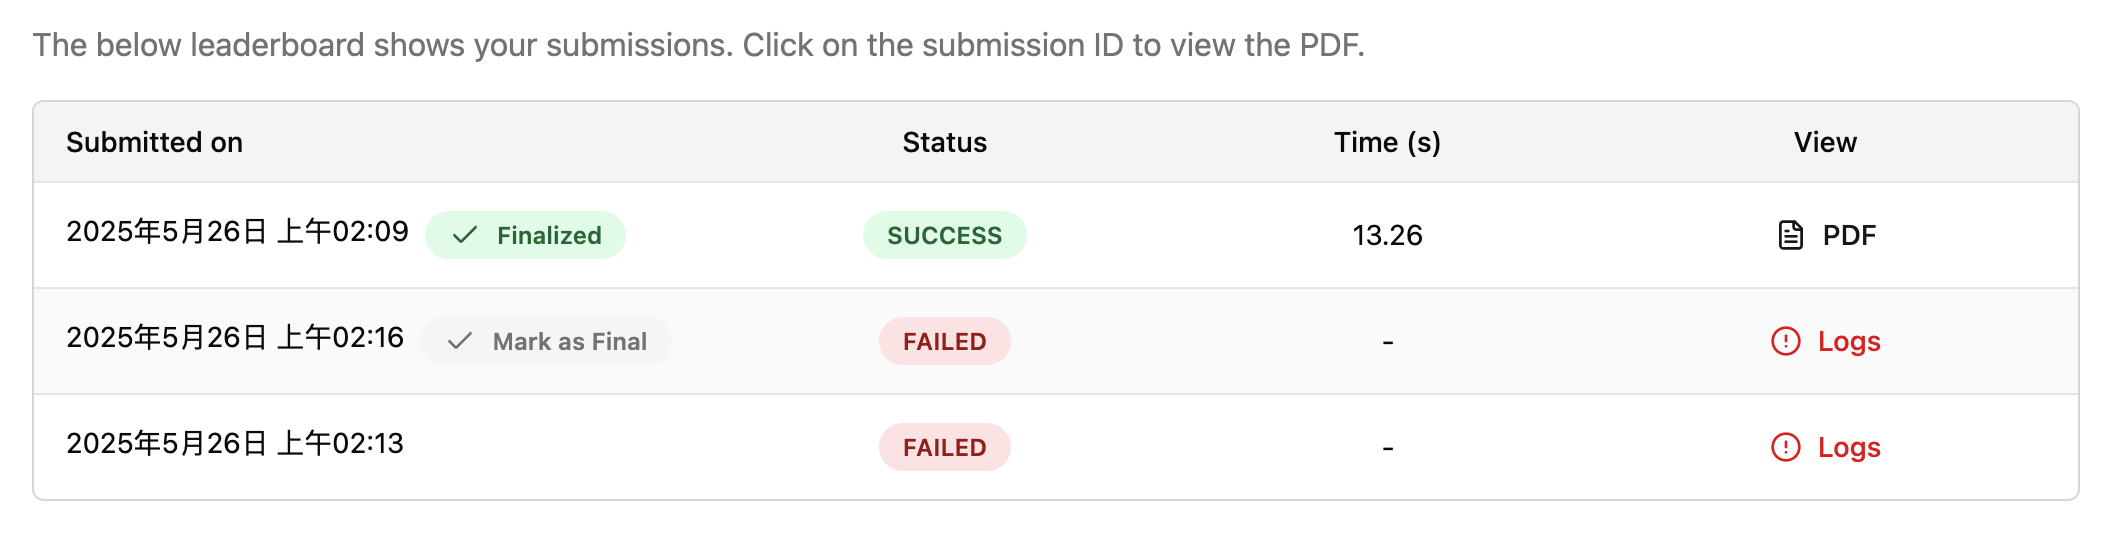 The below leaderboard shows your submissions. Click on the submission ID to view the PDF.
Submitted on Status Time (s) View
2025年5月26日 上午02:09 Finalized SUCCESS 13.26 PDF
2025年5月26日 上午02:16 Mark as Final FAILED - Logs
2025年5月26日 上午02:13 FAILED - Logs